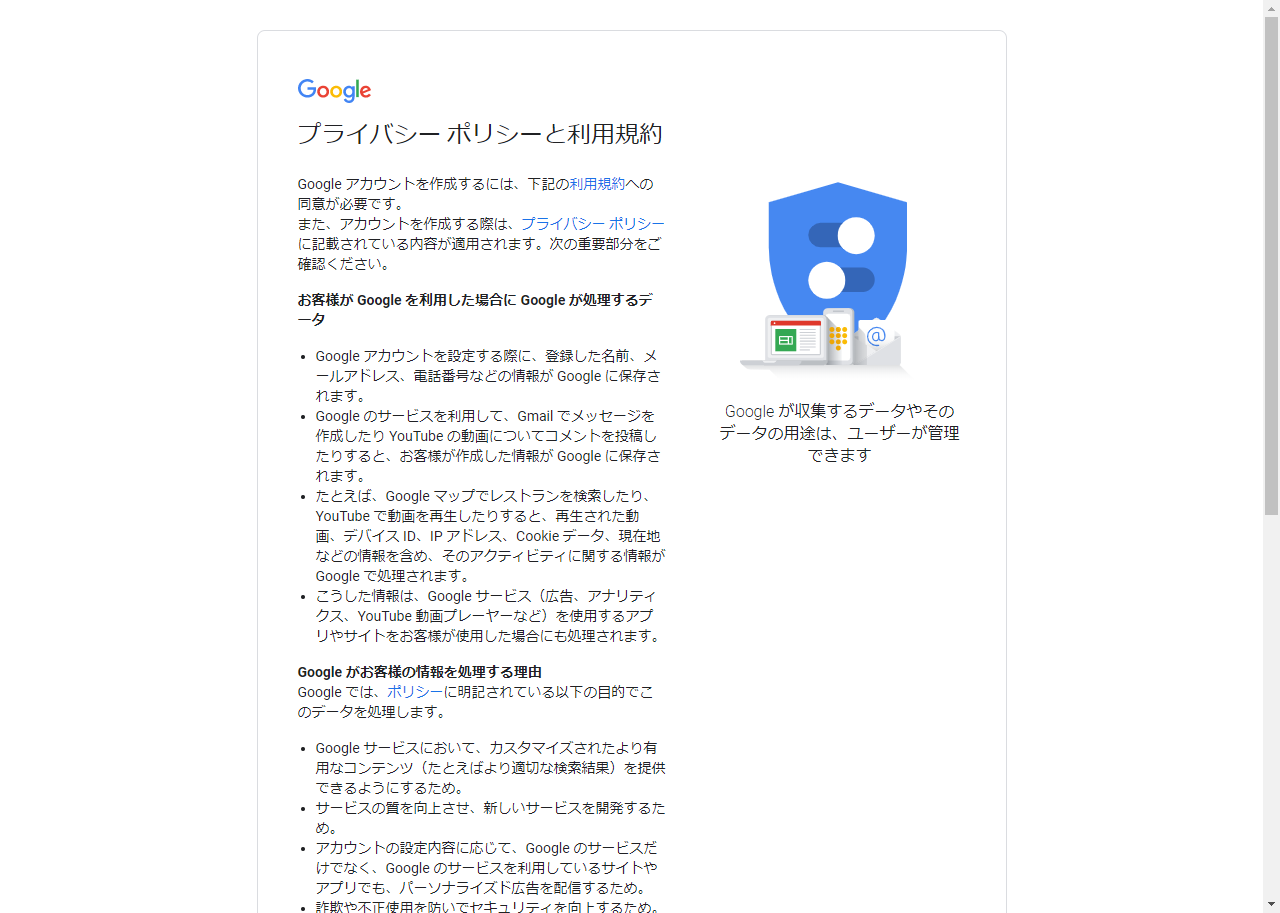 Google
プライバシー ポリシーと利用規約
Google アカウントを作成するには、下記の利用規約への
同意が必要です。
また、アカウントを作成する際は、プライバシー ポリシー
に記載されている内容が適用されます。次の重要部分をご
確認ください。
お客様が Google を利用した場合に Google が処理するデ
ータ
• Google アカウントを設定する際に、登録した名前、メ
ールアドレス、電話番号などの情報が Google に保存さ
れます。
• Google のサービスを利用して、Gmail でメッセージを
作成したり YouTube の動画についてコメントを投稿し
たりすると、お客様が作成した情報が Google に保存さ
れます。
• たとえば、Google マップでレストランを検索したり、
YouTube で動画を再生したりすると、再生された動
画、デバイス ID、IP アドレス、Cookie データ、現在地
などの情報を含め、そのアクティビティに関する情報が
Google で処理されます。
• こうした情報は、Google サービス（広告、アナリティ
クス、YouTube 動画プレーヤーなど）を使用するアプ
リやサイトをお客様が使用した場合にも処理されます。
Google がお客様の情報を処理する理由
Google では、ポリシーに明記されている以下の目的でこ
のデータを処理します。
• Google サービスにおいて、カスタマイズされたより有
用なコンテンツ（たとえばより適切な検索結果）を提供
できるようにするため。
• サービスの質を向上させ、新しいサービスを開発するた
め。
• アカウントの設定内容に応じて、Google のサービスだ
けでなく、Google のサービスを利用しているサイトや
アプリでも、パーソナライズド広告を配信するため。
• 詐欺や不正使用を防いでセキュリティを向上するため。
@
Google が収集するデータやその
データの用途は、ユーザーが管理
できます